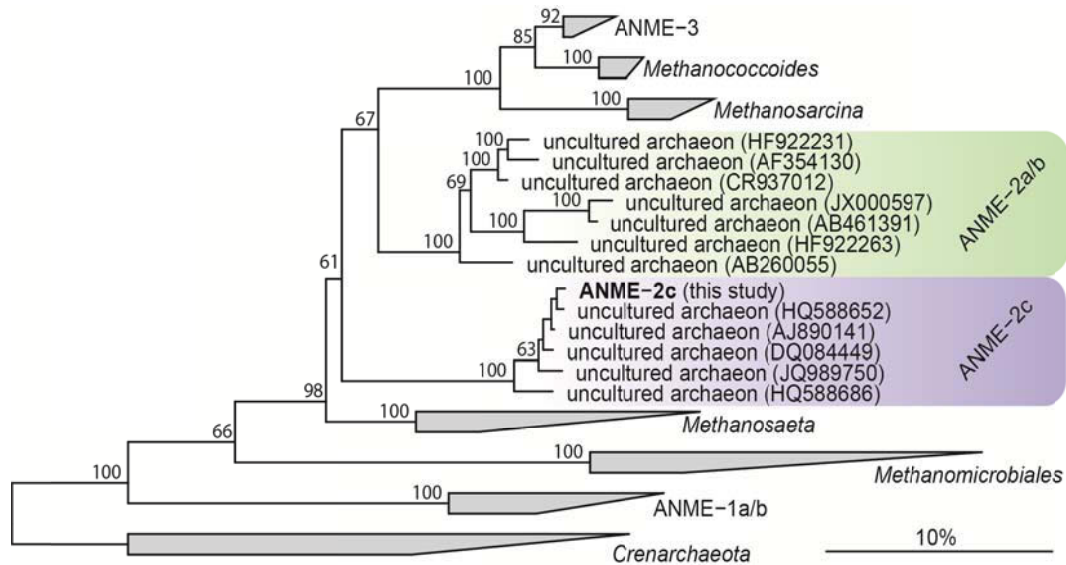 92
ANME−3
85
100
Methanococcoides
100
100
Methanosarcina
67
100
uncultured archaeon (HF922231)
100
uncultured archaeon (AF354130)
uncultured archaeon (CR937012)
69
100
uncultured archaeon (JX000597)
uncultured archaeon (AB461391)
100
uncultured archaeon (HF922263)
100
uncultured archaeon (AB260055)
ANME−2a/b
61
ANME−2c (this study)
uncultured archaeon (HQ588652)
uncultured archaeon (AJ890141)
63
uncultured archaeon (DQ084449)
100
uncultured archaeon (JQ989750)
uncultured archaeon (HQ588686)
ANME−2c
98
100
Methanosaeta
66
100
Methanomicrobiales
100
100
ANME−1a/b
Crenarchaeota
10%